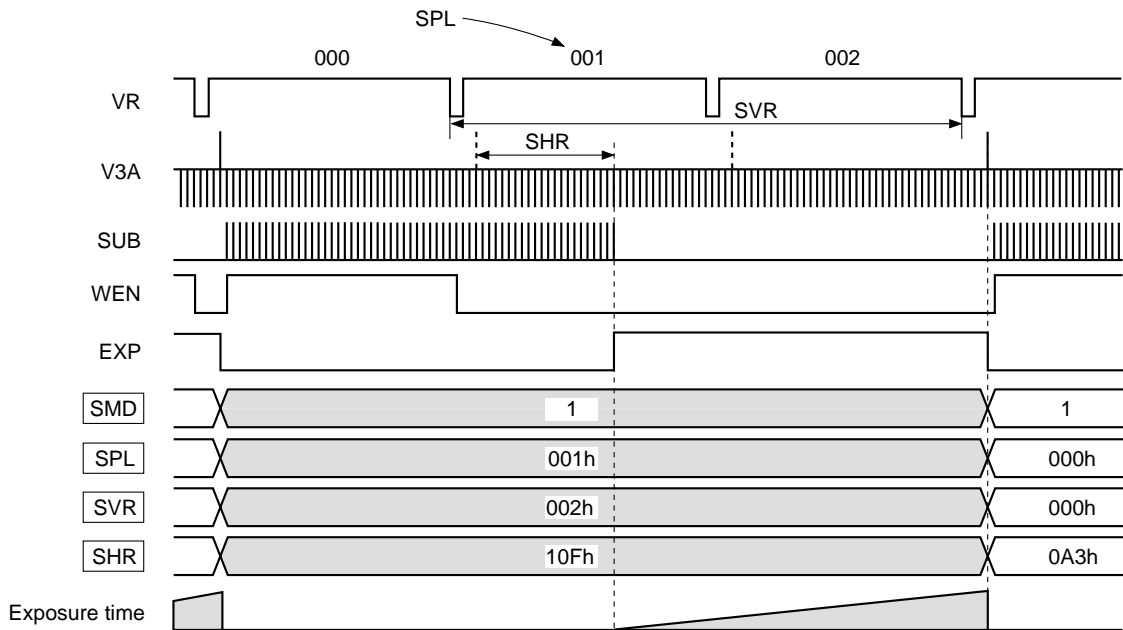 SPL
000 001 002
VR
SVR
SHR
V3A
SUB
WEN
EXP
SMD 1 1
SPL 001h 000h
SVR 002h 000h
SHR 10Fh 0A3h
Exposure time